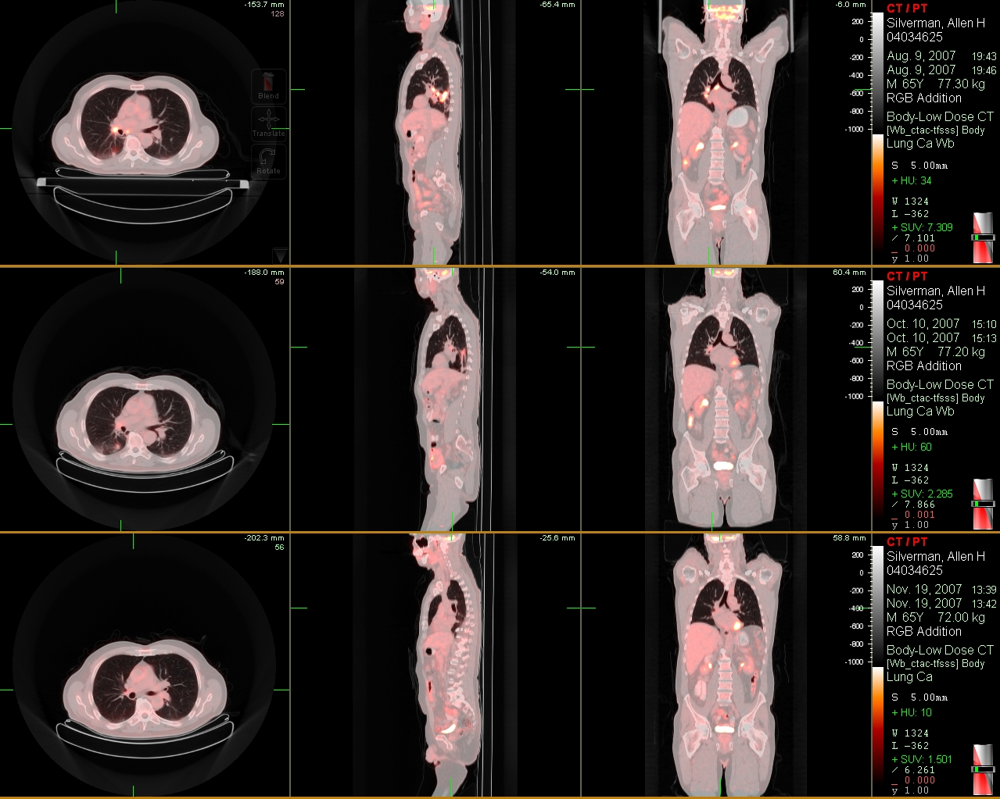 -153.7 mm
128
Blend
Translate
Rotate
-65.4 mm
-6.0 mm
200
0
-200
-400
-600
-800
-1000
CT / PT
Silverman, Allen H
04034625
Aug. 9, 2007 19:43
Aug. 9, 2007 19:46
M 65Y 77.30 kg
RGB Addition
Body-Low Dose CT
[Wb_ctac-tfsss] Body
Lung Ca Wb
S 5.00mm
+ HU: 34
W 1324
L -362
+ SUV: 7.309
/ 7.101
_ 0.000
γ 1.00
-188.0 mm
59
-54.0 mm
60.4 mm
200
0
-200
-400
-600
-800
-1000
CT / PT
Silverman, Allen H
04034625
Oct. 10, 2007 15:10
Oct. 10, 2007 15:13
M 65Y 77.20 kg
RGB Addition
Body-Low Dose CT
[Wb_ctac-tfsss] Body
Lung Ca Wb
S 5.00mm
+ HU: 60
W 1324
L -362
+ SUV: 2.285
/ 7.866
_ 0.001
γ 1.00
-202.3 mm
56
-25.6 mm
58.8 mm
200
0
-200
-400
-600
-800
-1000
CT / PT
Silverman, Allen H
04034625
Nov. 19, 2007 13:39
Nov. 19, 2007 13:42
M 65Y 72.00 kg
RGB Addition
Body-Low Dose CT
[Wb_ctac-tfsss] Body
Lung Ca
S 5.00mm
+ HU: 10
W 1324
L -362
+ SUV: 1.501
/ 6.261
_ 0.000
γ 1.00